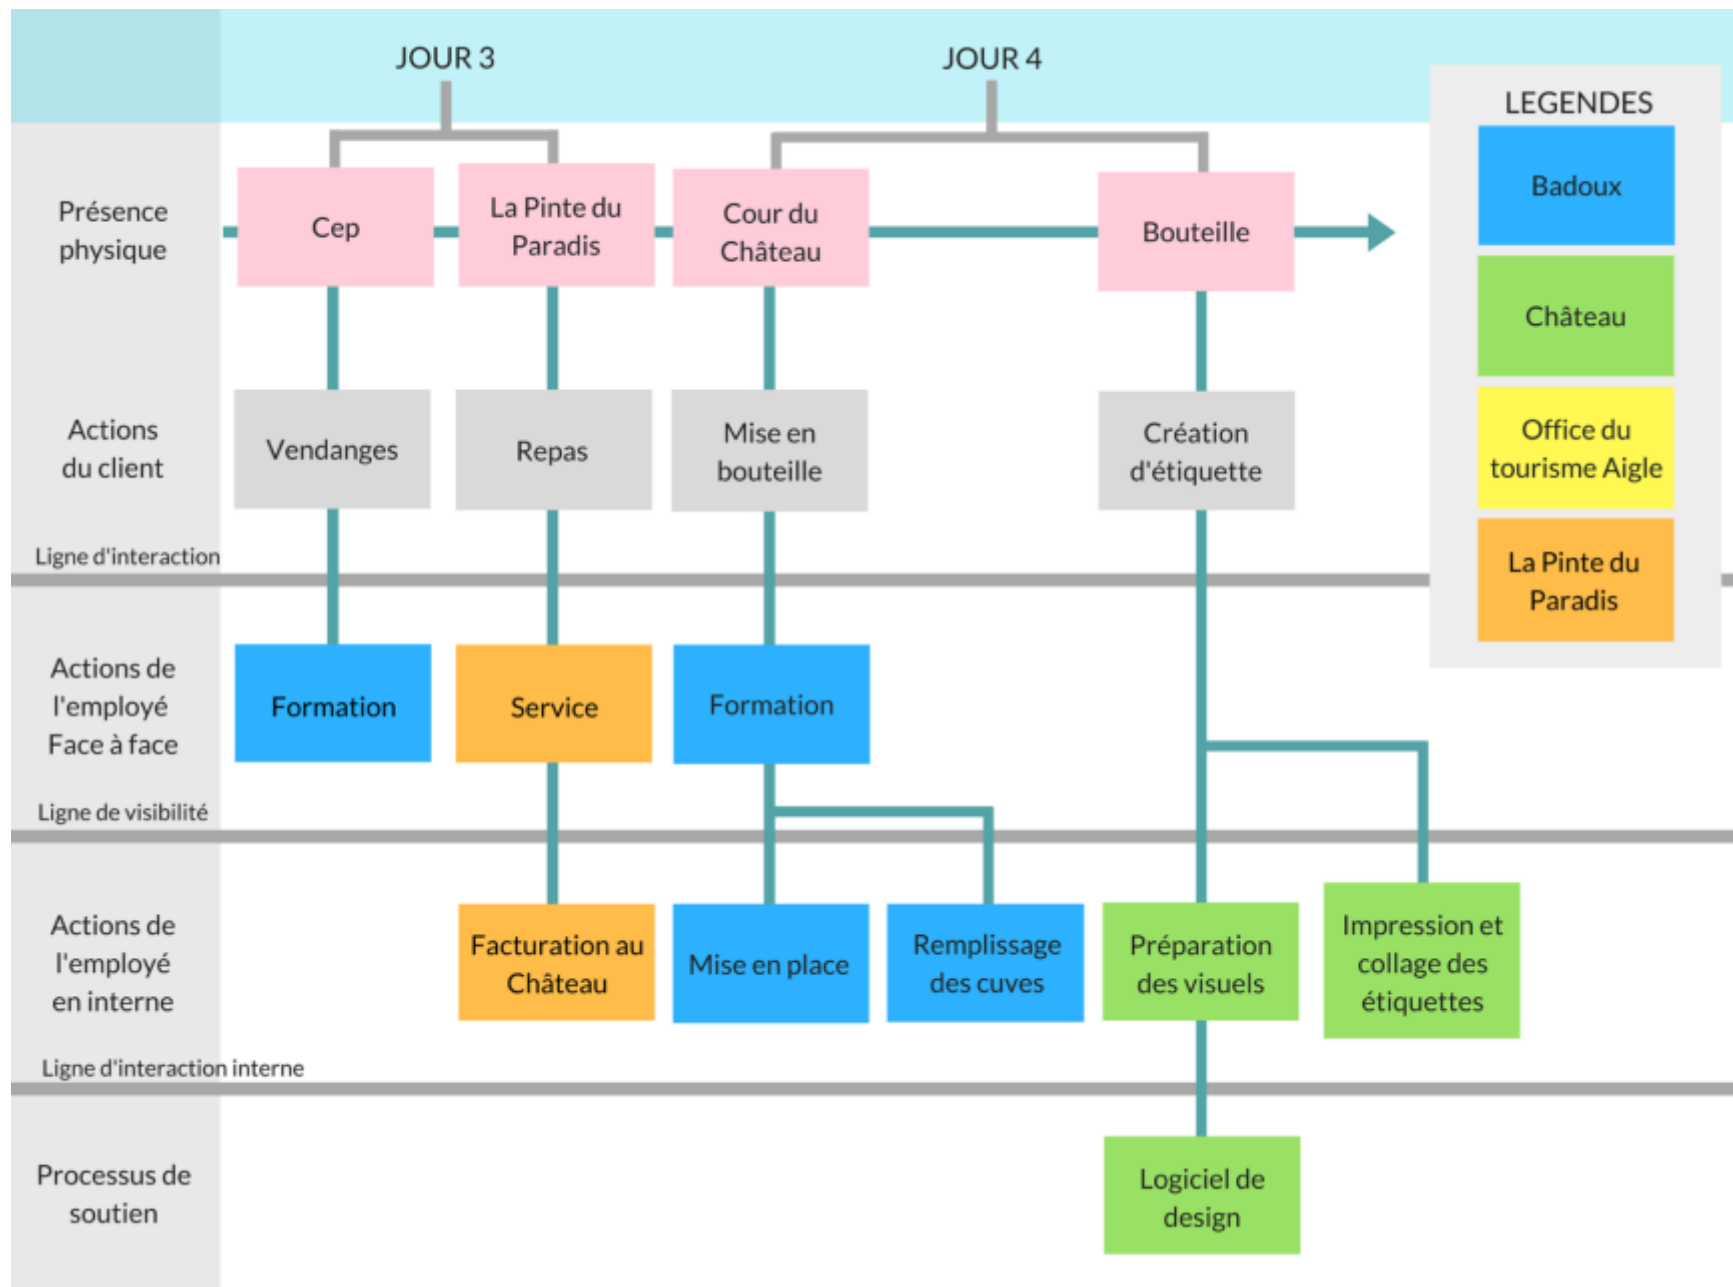 JOUR 3
JOUR 4
LEGENDES
Badoux
Château
Office du
tourisme Aigle
La Pinte du
Paradis
Présence
physique
Cep
La Pinte du
Paradis
Cour du
Château
Bouteille
Actions
du client
Vendanges
Repas
Mise en
bouteille
Création
d'étiquette
Ligne d'interaction
Actions de
l'employé
Face à face
Formation
Service
Formation
Ligne de visibilité
Actions de
l'employé
en interne
Facturation au
Château
Mise en place
Remplissage
des cuves
Préparation
des visuels
Impression et
collage des
étiquettes
Ligne d'interaction interne
Processus de
soutien
Logiciel de
design